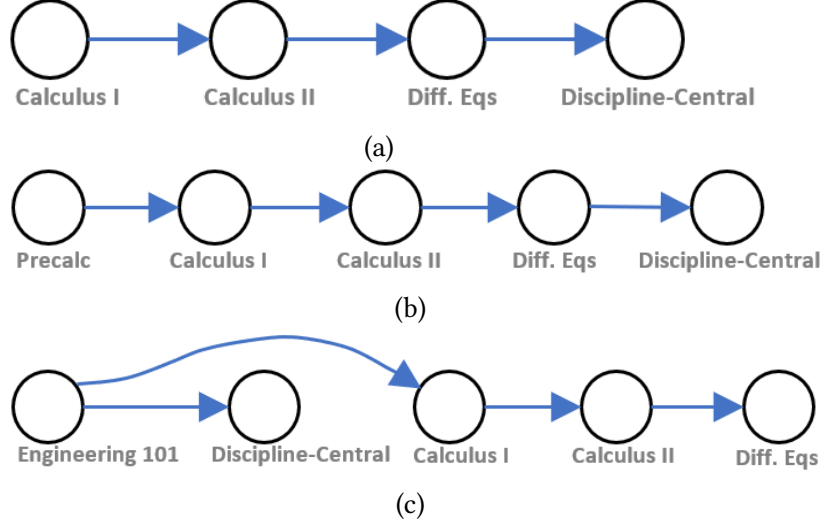 Calculus I Calculus II Diff. Eqs Discipline-Central
(a)
Precalc Calculus I Calculus II Diff. Eqs Discipline-Central
(b)
Engineering 101 Discipline-Central Calculus I Calculus II Diff. Eqs
(c)